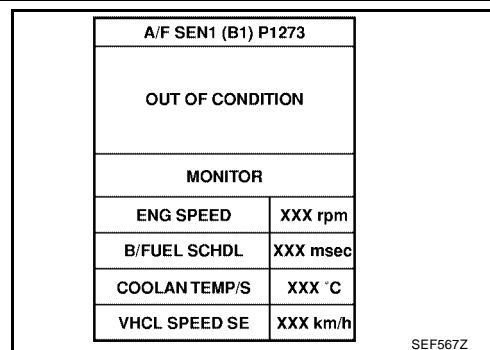 A/F SEN1 (B1) P1273
OUT OF CONDITION
MONITOR
ENG SPEED XXX rpm
B/FUEL SCHDL XXX msec
COOLAN TEMP/S XXX °C
VHCL SPEED SE XXX km/h
SEF567Z